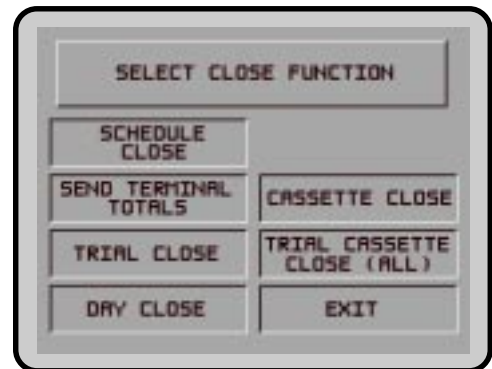 SELECT CLOSE FUNCTION
SCHEDULE
CLOSE
SEND TERMINAL
TOTALS
CASSETTE CLOSE
TRIAL CLOSE
TRIAL CASSETTE
CLOSE (ALL)
DAY CLOSE
EXIT